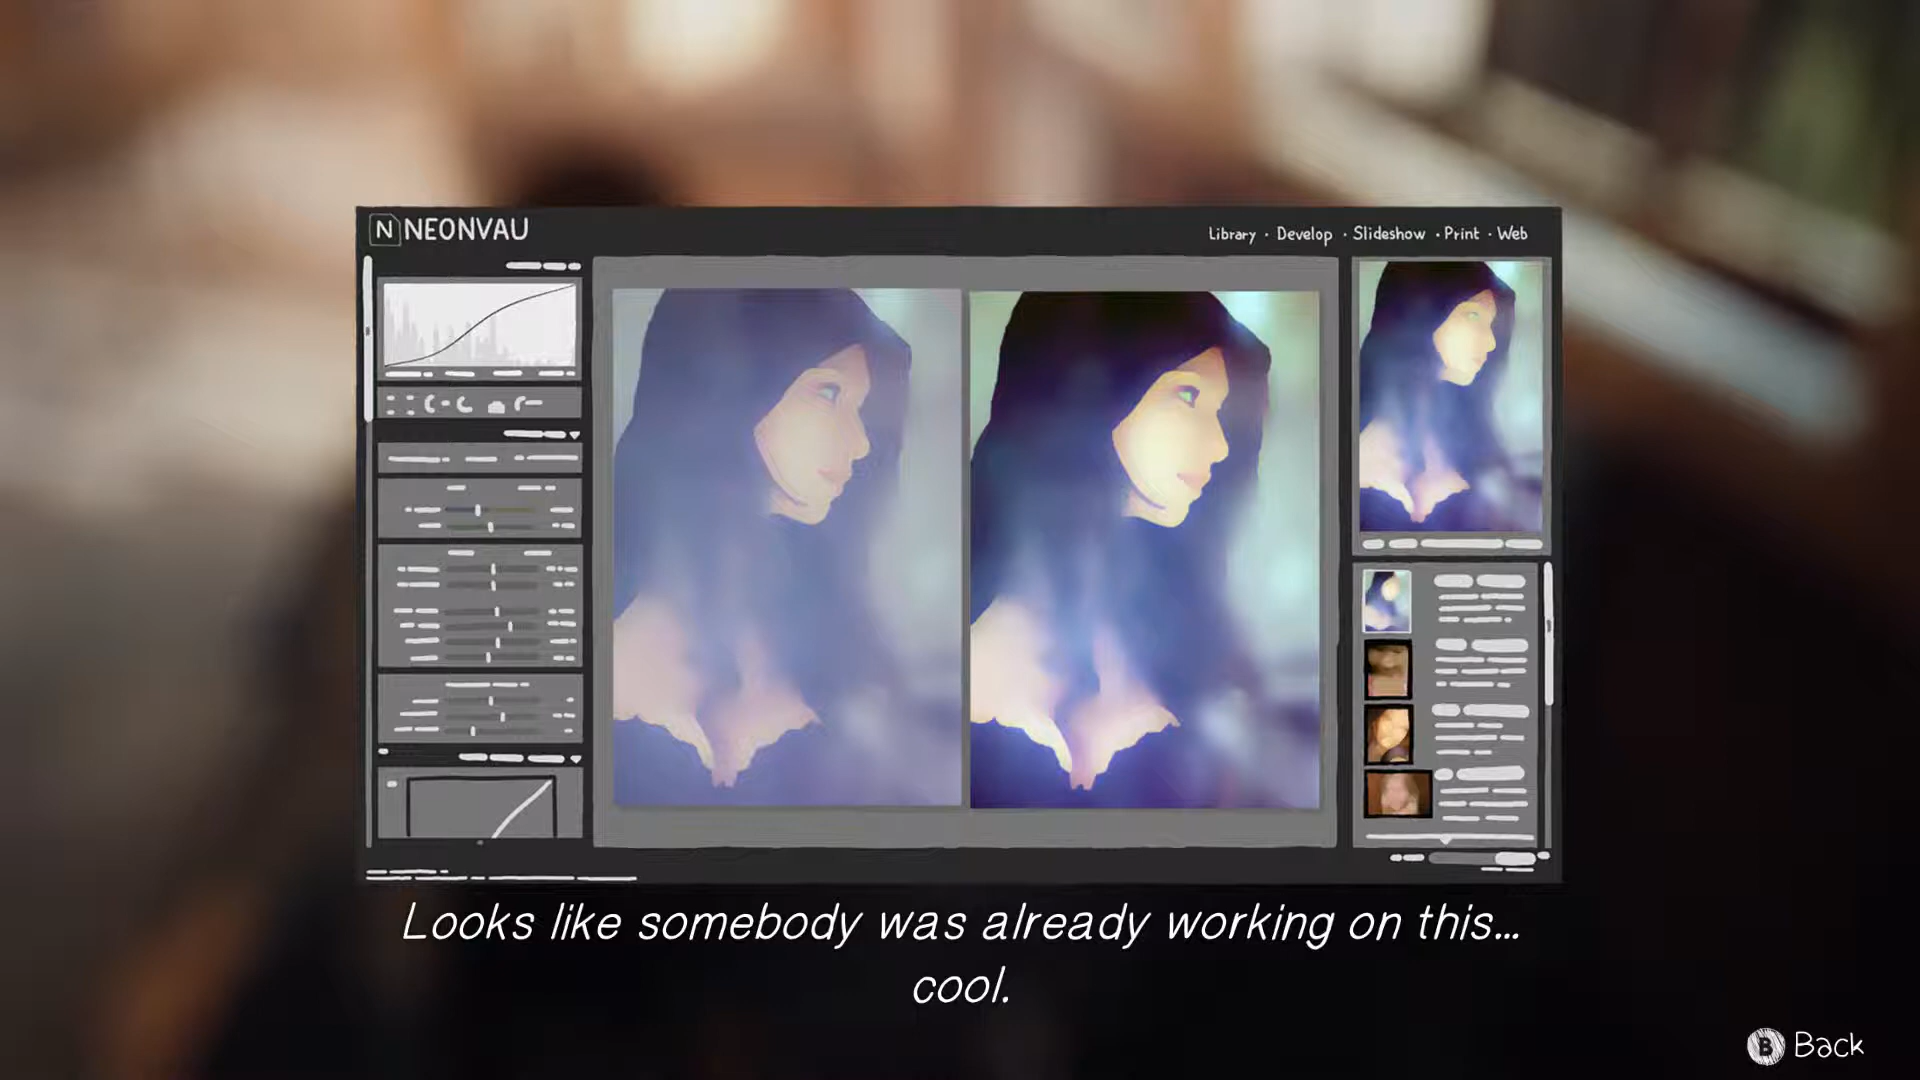 N NEONVAU
Library · Develop · Slideshow · Print · Web
Looks like somebody was already working on this...
cool.
B Back